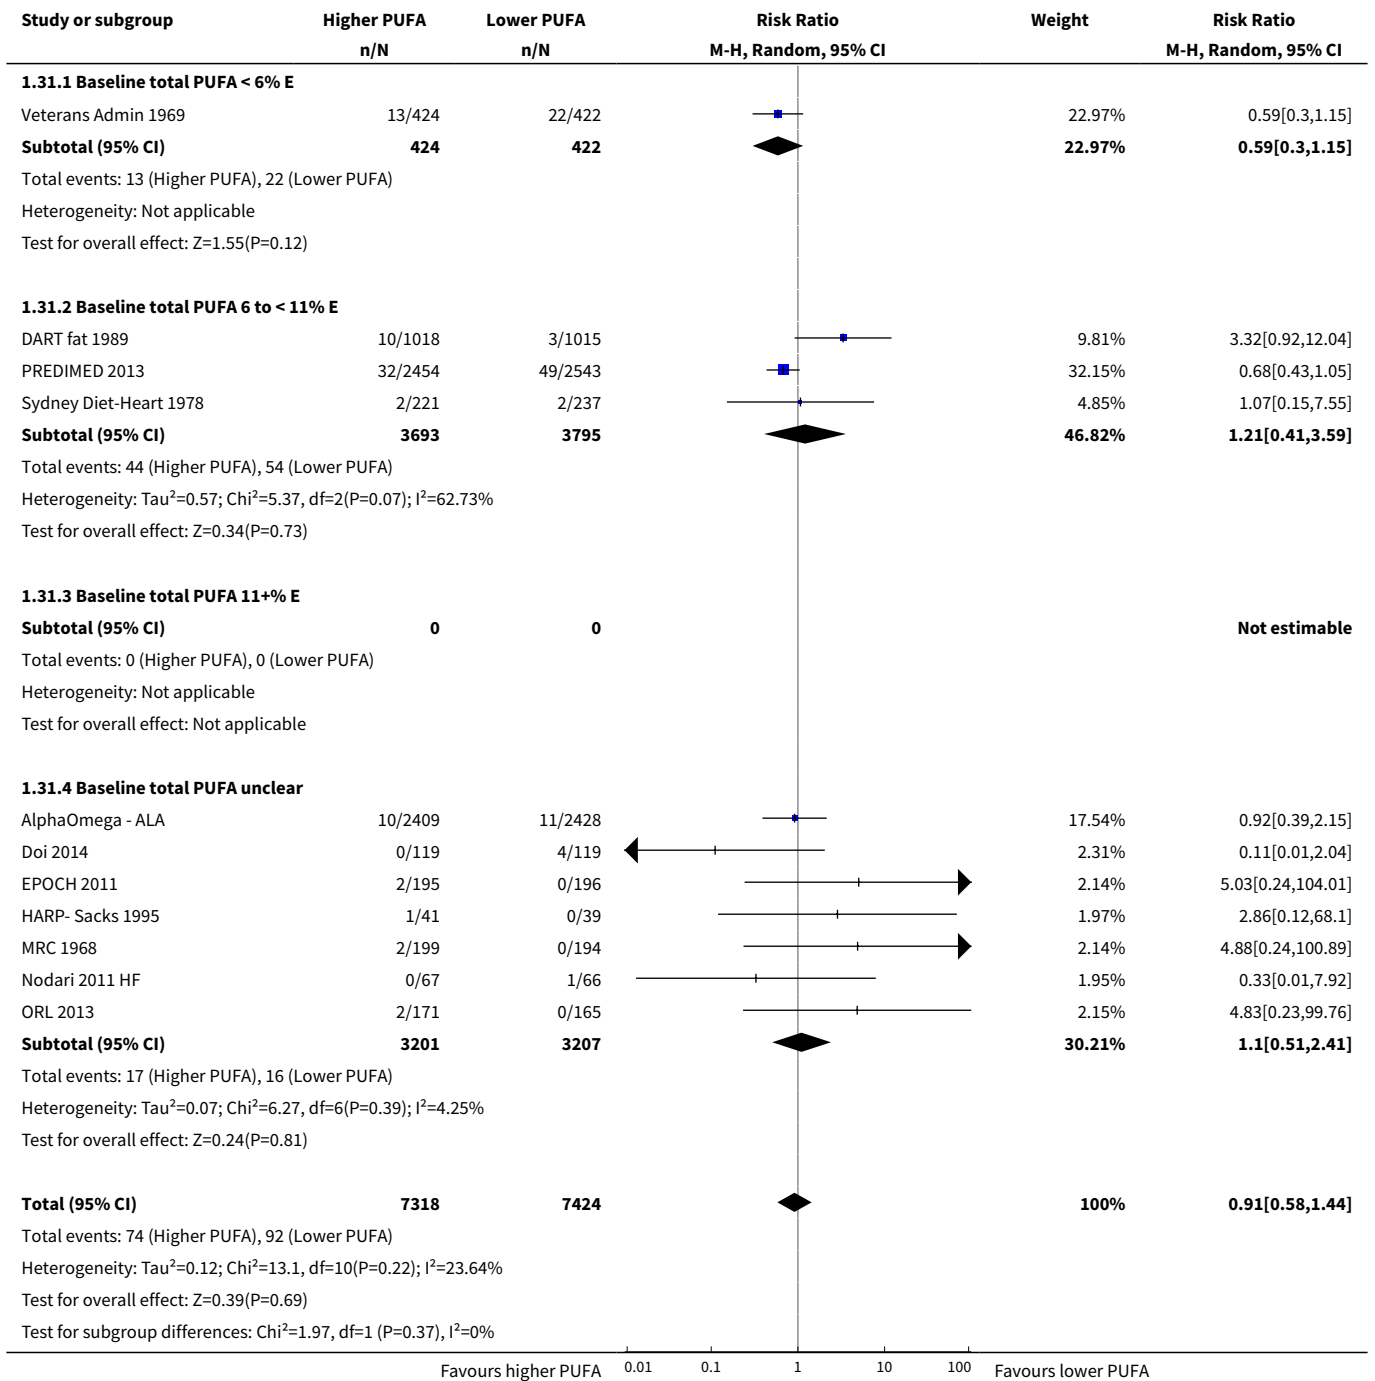 Study or subgroup Higher PUFA Lower PUFA Risk Ratio Weight Risk Ratio
n/N n/N M-H, Random, 95% CI M-H, Random, 95% CI
1.31.1 Baseline total PUFA < 6% E
Veterans Admin 1969 13/424 22/422 22.97% 0.59[0.3,1.15]
Subtotal (95% CI) 424 422 22.97% 0.59[0.3,1.15]
Total events: 13 (Higher PUFA), 22 (Lower PUFA)
Heterogeneity: Not applicable
Test for overall effect: Z=1.55(P=0.12)
1.31.2 Baseline total PUFA 6 to < 11% E
DART fat 1989 10/1018 3/1015 9.81% 3.32[0.92,12.04]
PREDIMED 2013 32/2454 49/2543 32.15% 0.68[0.43,1.05]
Sydney Diet-Heart 1978 2/221 2/237 4.85% 1.07[0.15,7.55]
Subtotal (95% CI) 3693 3795 46.82% 1.21[0.41,3.59]
Total events: 44 (Higher PUFA), 54 (Lower PUFA)
Heterogeneity: Tau²=0.57; Chi²=5.37, df=2(P=0.07); I²=62.73%
Test for overall effect: Z=0.34(P=0.73)
1.31.3 Baseline total PUFA 11+% E
Subtotal (95% CI) 0 0 Not estimable
Total events: 0 (Higher PUFA), 0 (Lower PUFA)
Heterogeneity: Not applicable
Test for overall effect: Not applicable
1.31.4 Baseline total PUFA unclear
AlphaOmega - ALA 10/2409 11/2428 17.54% 0.92[0.39,2.15]
Doi 2014 0/119 4/119 2.31% 0.11[0.01,2.04]
EPOCH 2011 2/195 0/196 2.14% 5.03[0.24,104.01]
HARP- Sacks 1995 1/41 0/39 1.97% 2.86[0.12,68.1]
MRC 1968 2/199 0/194 2.14% 4.88[0.24,100.89]
Nodari 2011 HF 0/67 1/66 1.95% 0.33[0.01,7.92]
ORL 2013 2/171 0/165 2.15% 4.83[0.23,99.76]
Subtotal (95% CI) 3201 3207 30.21% 1.1[0.51,2.41]
Total events: 17 (Higher PUFA), 16 (Lower PUFA)
Heterogeneity: Tau²=0.07; Chi²=6.27, df=6(P=0.39); I²=4.25%
Test for overall effect: Z=0.24(P=0.81)
Total (95% CI) 7318 7424 100% 0.91[0.58,1.44]
Total events: 74 (Higher PUFA), 92 (Lower PUFA)
Heterogeneity: Tau²=0.12; Chi²=13.1, df=10(P=0.22); I²=23.64%
Test for overall effect: Z=0.39(P=0.69)
Test for subgroup differences: Chi²=1.97, df=1 (P=0.37), I²=0%
Favours higher PUFA 0.01 0.1 1 10 100 Favours lower PUFA